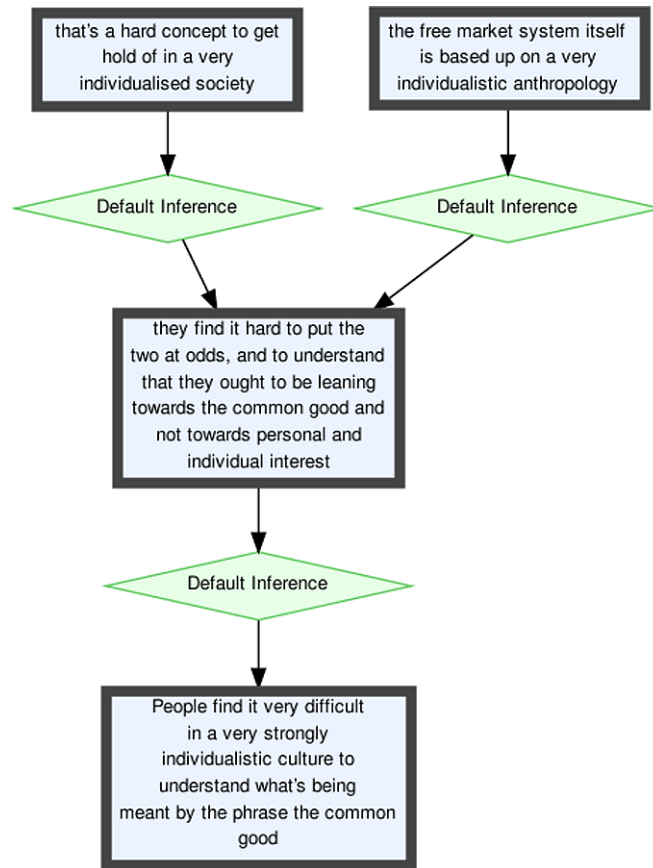 that's a hard concept to get
hold of in a very
individualised society
the free market system itself
is based up on a very
individualistic anthropology
Default Inference
Default Inference
they find it hard to put the
two at odds, and to understand
that they ought to be leaning
towards the common good and
not towards personal and
individual interest
Default Inference
People find it very difficult
in a very strongly
individualistic culture to
understand what's being
meant by the phrase the common
good